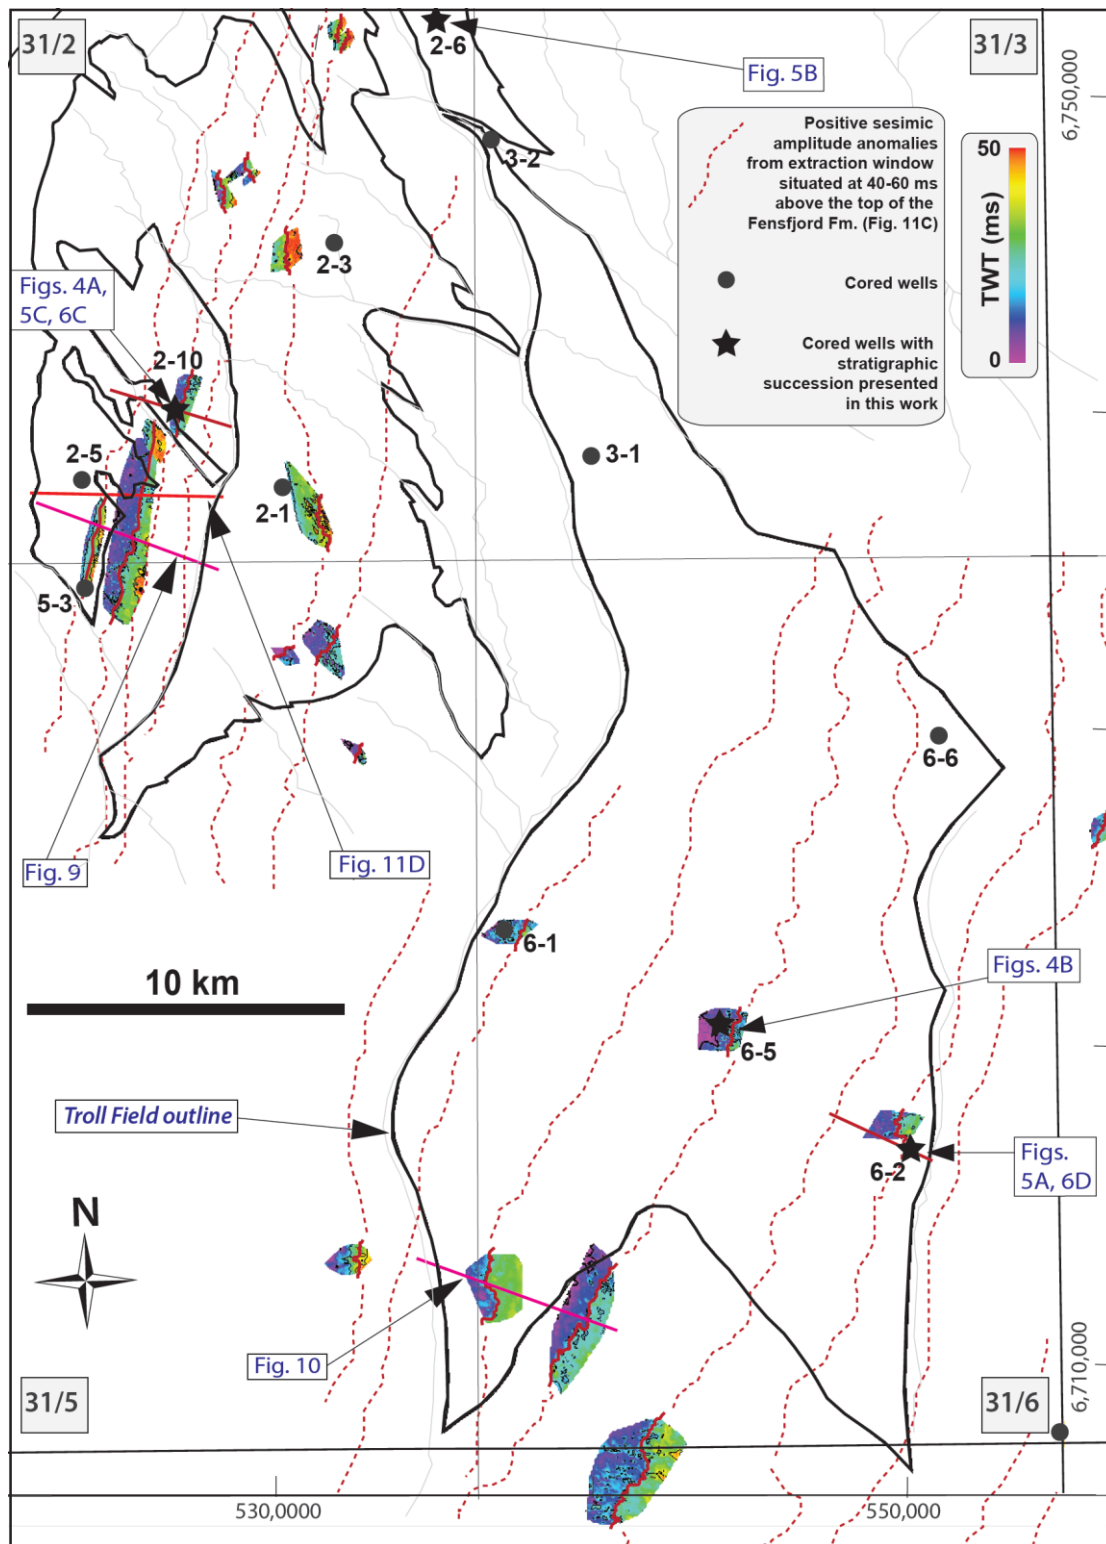 31/2
31/3
2-6
Fig. 5B
6,750,000
3-2
Positive sesimic
amplitude anomalies
from extraction window
situated at 40-60 ms
above the top of the
Fensfjord Fm. (Fig. 11C)
Cored wells
Cored wells with
stratigraphic
succession presented
in this work
50
TWT (ms)
0
2-3
Figs. 4A,
5C, 6C
2-10
2-5
2-1
3-1
5-3
6-6
Fig. 9
Fig. 11D
6-1
Figs. 4B
10 km
6-5
Troll Field outline
6-2
Figs.
5A, 6D
N
Fig. 10
6,710,000
31/5
31/6
530,0000
550,0000